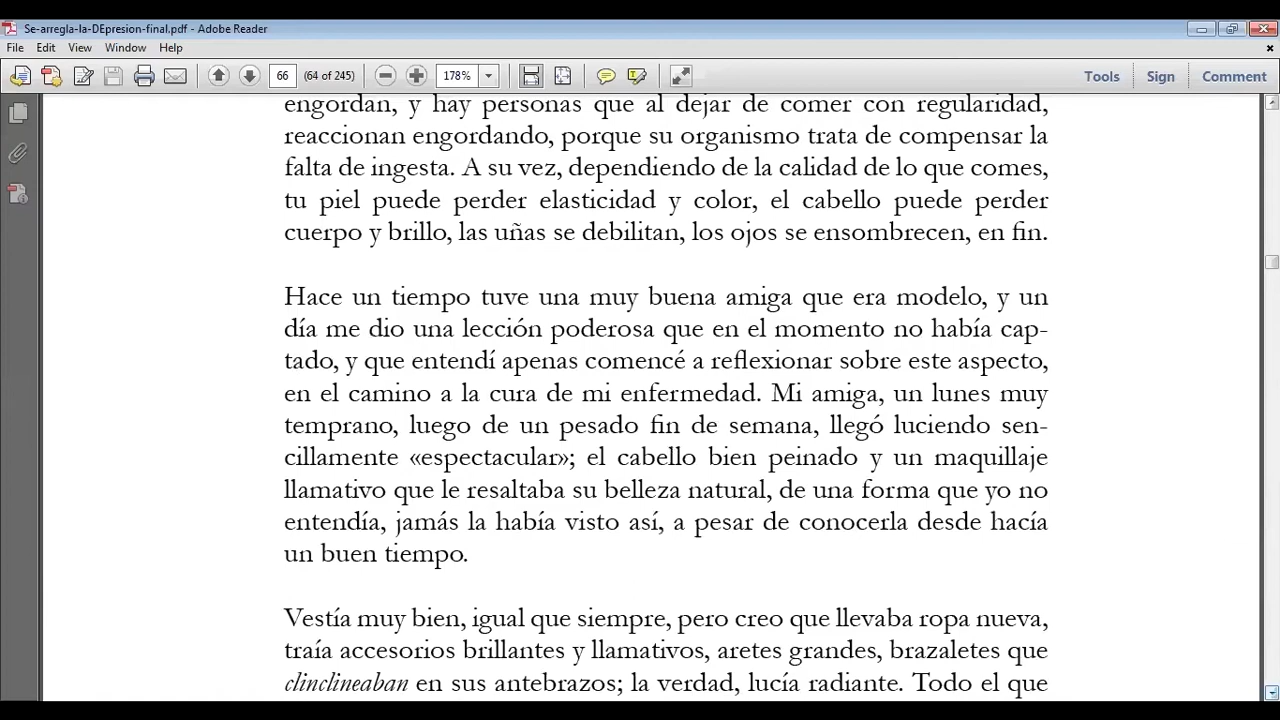 Se-arregla-la-DEpresion-final.pdf - Adobe Reader
File Edit View Window Help
66 (64 of 245) 178% Tools Sign Comment
engordan, y hay personas que al dejar de comer con regularidad,
reaccionan engordando, porque su organismo trata de compensar la
falta de ingesta. A su vez, dependiendo de la calidad de lo que comes,
tu piel puede perder elasticidad y color, el cabello puede perder
cuerpo y brillo, las uñas se debilitan, los ojos se ensombrecen, en fin.
Hace un tiempo tuve una muy buena amiga que era modelo, y un
día me dio una lección poderosa que en el momento no había cap-
tado, y que entendí apenas comencé a reflexionar sobre este aspecto,
en el camino a la cura de mi enfermedad. Mi amiga, un lunes muy
temprano, luego de un pesado fin de semana, llegó luciendo sen-
cillamente «espectacular»; el cabello bien peinado y un maquillaje
llamativo que le resaltaba su belleza natural, de una forma que yo no
entendía, jamás la había visto así, a pesar de conocerla desde hacía
un buen tiempo.
Vestía muy bien, igual que siempre, pero creo que llevaba ropa nueva,
traía accesorios brillantes y llamativos, aretes grandes, brazaletes que
clinclineaban en sus antebrazos; la verdad, lucía radiante. Todo el que